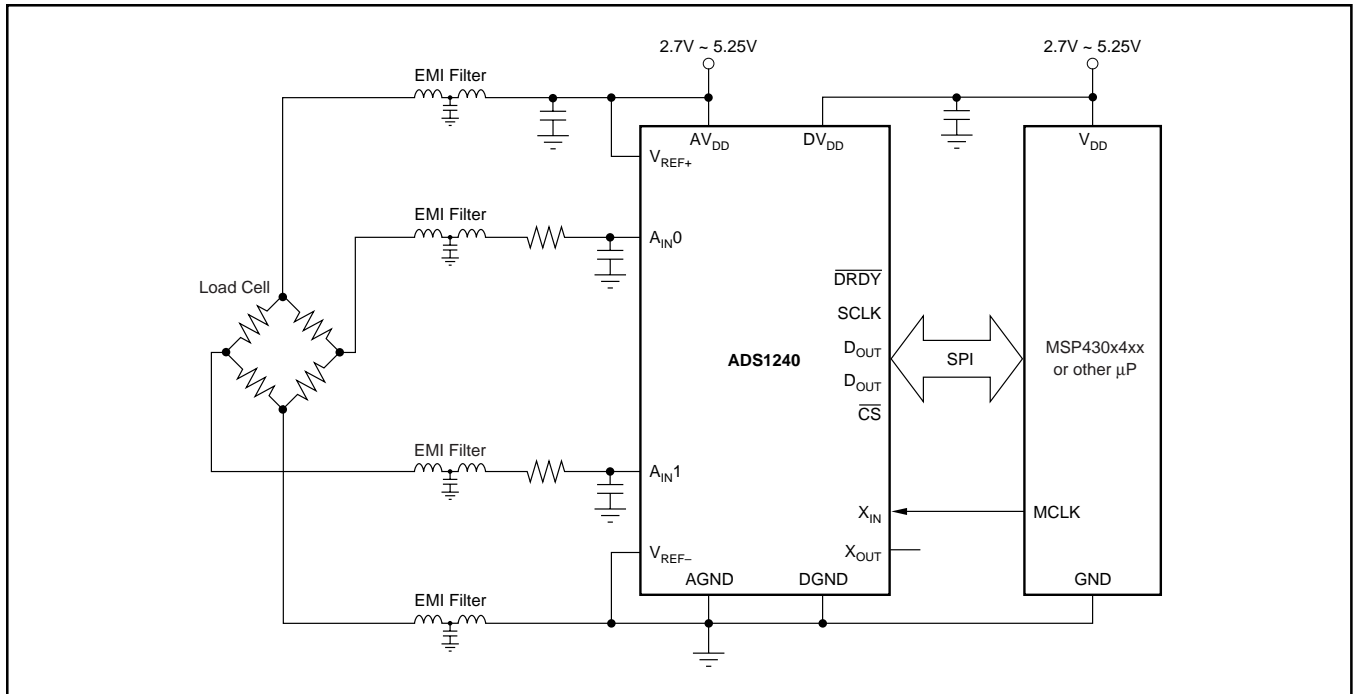 2.7V ~ 5.25V
2.7V ~ 5.25V
EMI Filter
AVDD
DVDD
VDD
VREF+
EMI Filter
AIN0
Load Cell
DRDY
SCLK
ADS1240
DOUT
SPI
MSP430x4xx
or other μP
DOUT
CS
EMI Filter
AIN1
XIN
MCLK
VREF–
XOUT
AGND
DGND
GND
EMI Filter